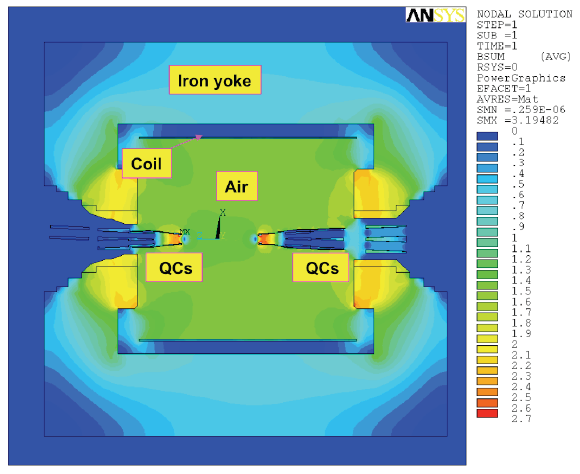 ANSYS
NODAL SOLUTION
STEP=1
SUB =1
TIME=1
BSUM (AVG)
RSYS=0
PowerGraphics
EFACET=1
AVRES=Mat
SMN =.259E-06
SMX =3.19482
0
.1
.2
.3
.4
.5
.6
.7
.8
.9
1
1.1
1.2
1.3
1.4
1.5
1.6
1.7
1.8
1.9
2
2.1
2.2
2.3
2.4
2.5
2.6
2.7
Iron yoke
Coil
Air
X
MX
Z
QCs
QCs